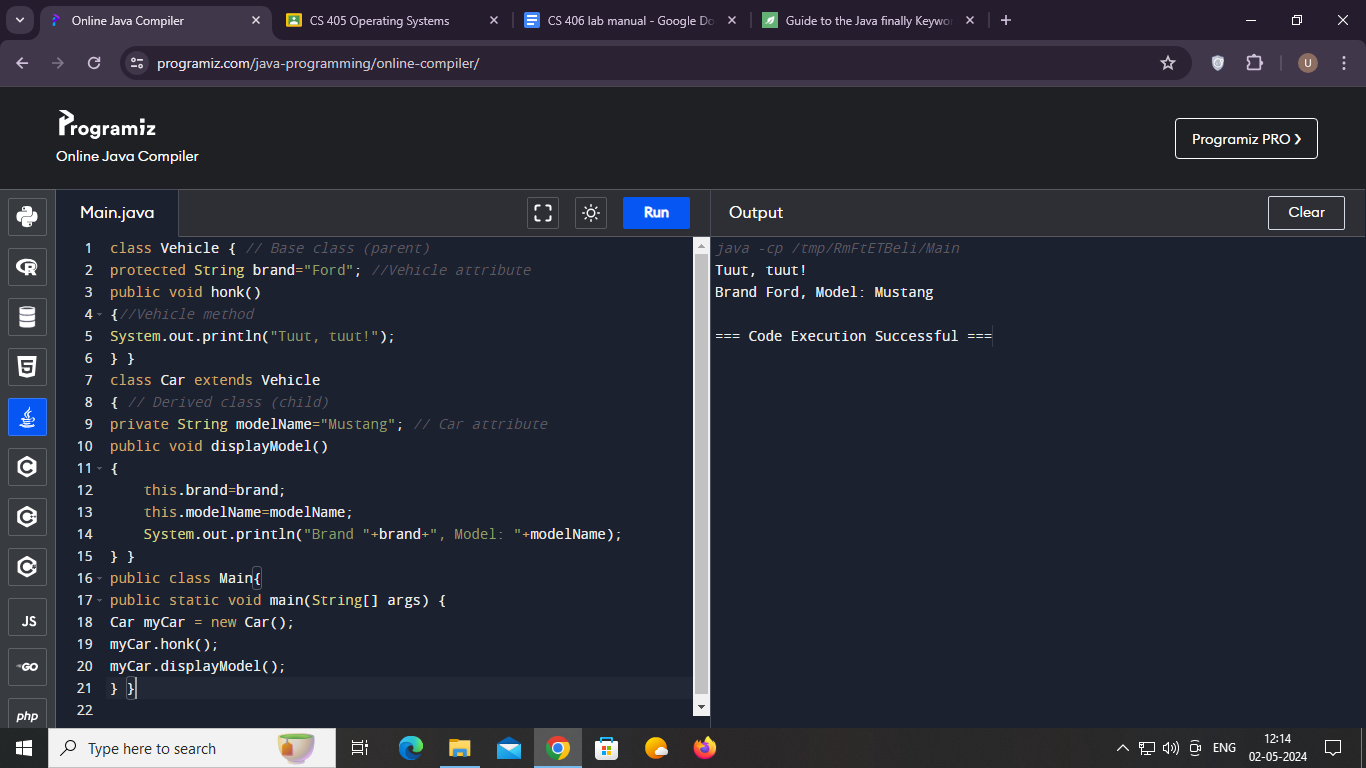 Online Java Compiler
CS 405 Operating Systems
CS 406 lab manual - Google Do
Guide to the Java finally Keywor
programiz.com/java-programming/online-compiler/
U
Programiz
Online Java Compiler
Programiz PRO ❯
Main.java
Run
Output
Clear
1 class Vehicle { // Base class (parent)
2 protected String brand="Ford"; //Vehicle attribute
3 public void honk()
4 {//Vehicle method
5 System.out.println("Tuut, tuut!");
6 } }
7 class Car extends Vehicle
8 { // Derived class (child)
9 private String modelName="Mustang"; // Car attribute
10 public void displayModel()
11 {
12 this.brand=brand;
13 this.modelName=modelName;
14 System.out.println("Brand "+brand+", Model: "+modelName);
15 } }
16 public class Main{
17 public static void main(String[] args) {
18 Car myCar = new Car();
19 myCar.honk();
20 myCar.displayModel();
21 } }
22
java -cp /tmp/RmFtETBeli/Main
Tuut, tuut!
Brand Ford, Model: Mustang
=== Code Execution Successful ===
R
5
C
C
C
JS
GO
php
Type here to search
ENG
12:14
02-05-2024